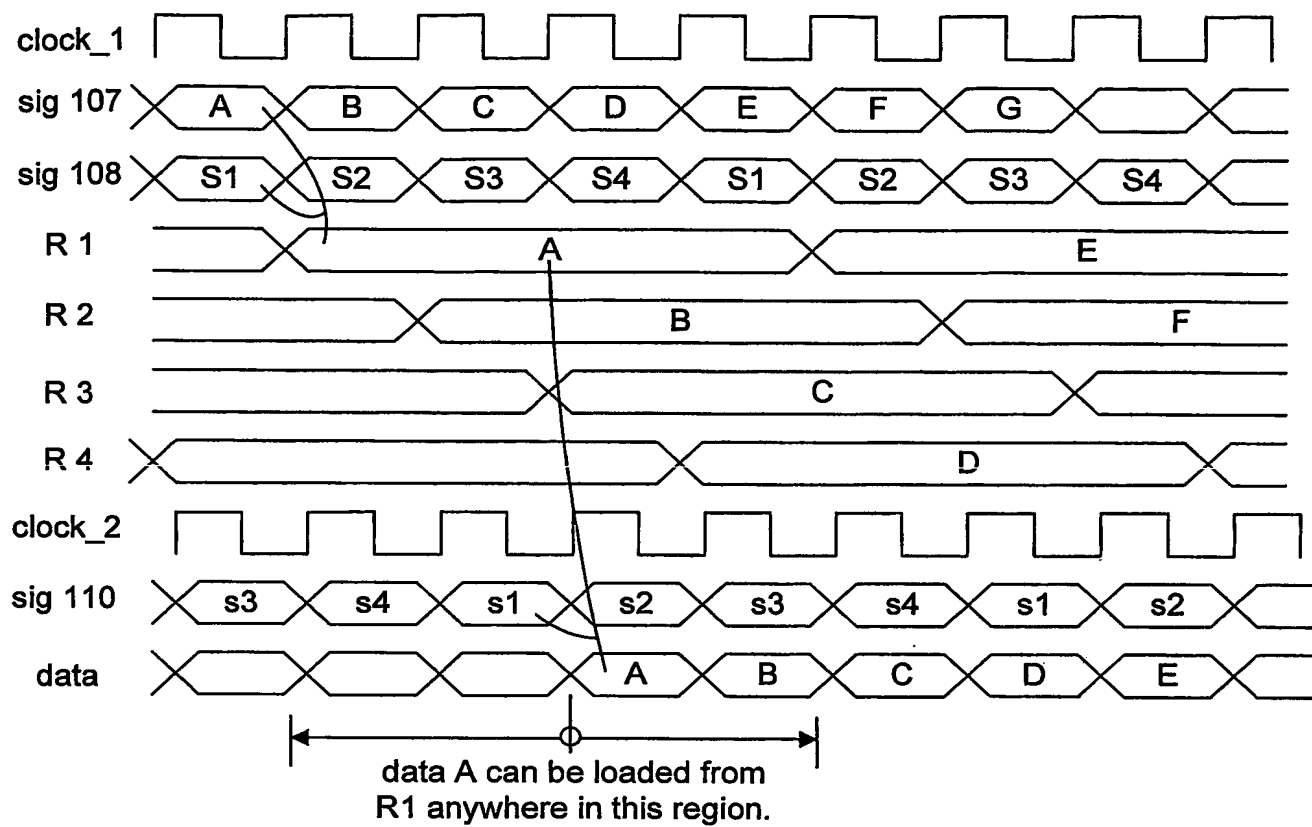 clock_1
sig 107 A B C D E F G
sig 108 S1 S2 S3 S4 S1 S2 S3 S4
R 1 A E
R 2 B F
R 3 C
R 4 D
clock_2
sig 110 s3 s4 s1 s2 s3 s4 s1 s2
data A B C D E
data A can be loaded from
R1 anywhere in this region.